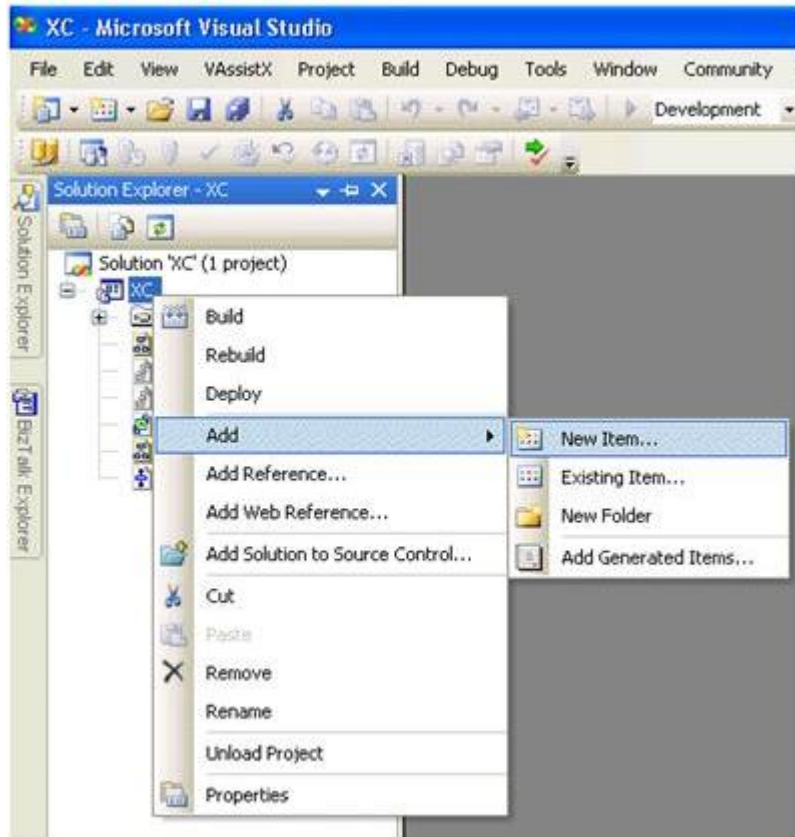 XC - Microsoft Visual Studio
File Edit View VAssistX Project Build Debug Tools Window Community
Development
Solution Explorer - XC
Solution Explorer
BizTalk Explorer
Solution 'XC' (1 project)
XC
Build
Rebuild
Deploy
Add
Add Reference...
Add Web Reference...
Add Solution to Source Control...
Cut
Paste
Remove
Rename
Unload Project
Properties
New Item...
Existing Item...
New Folder
Add Generated Items...